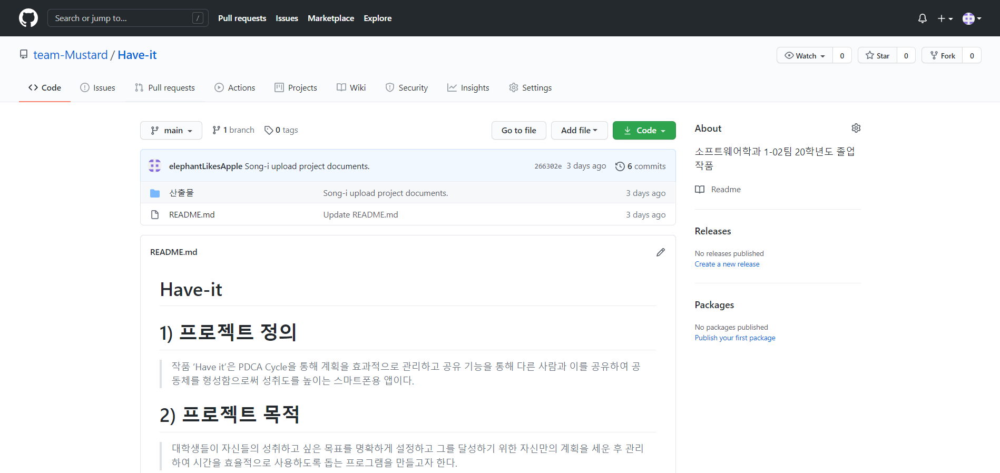 Search or jump to... /
Pull requests
Issues
Marketplace
Explore
team-Mustard / Have-it
Watch 0
Star 0
Fork 0
Code
Issues
Pull requests
Actions
Projects
Wiki
Security
Insights
Settings
main
1 branch
0 tags
Go to file
Add file
Code
elephantLikesApple Song-i upload project documents.
266302e 3 days ago
6 commits
산출물 Song-i upload project documents. 3 days ago
README.md Update README.md 3 days ago
README.md
Have-it
1) 프로젝트 정의
작품 ‘Have it’은 PDCA Cycle을 통해 계획을 효과적으로 관리하고 공유 기능을 통해 다른 사람과 이를 공유하여 공
동체를 형성함으로써 성취도를 높이는 스마트폰용 앱이다.
2) 프로젝트 목적
대학생들이 자신들의 성취하고 싶은 목표를 명확하게 설정하고 그를 달성하기 위한 자신만의 계획을 세운 후 관리
하여 시간을 효율적으로 사용하도록 돕는 프로그램을 만들고자 한다.
About
소프트웨어학과 1-02팀 20학년도 졸업
작품
Readme
Releases
No releases published
Create a new release
Packages
No packages published
Publish your first package